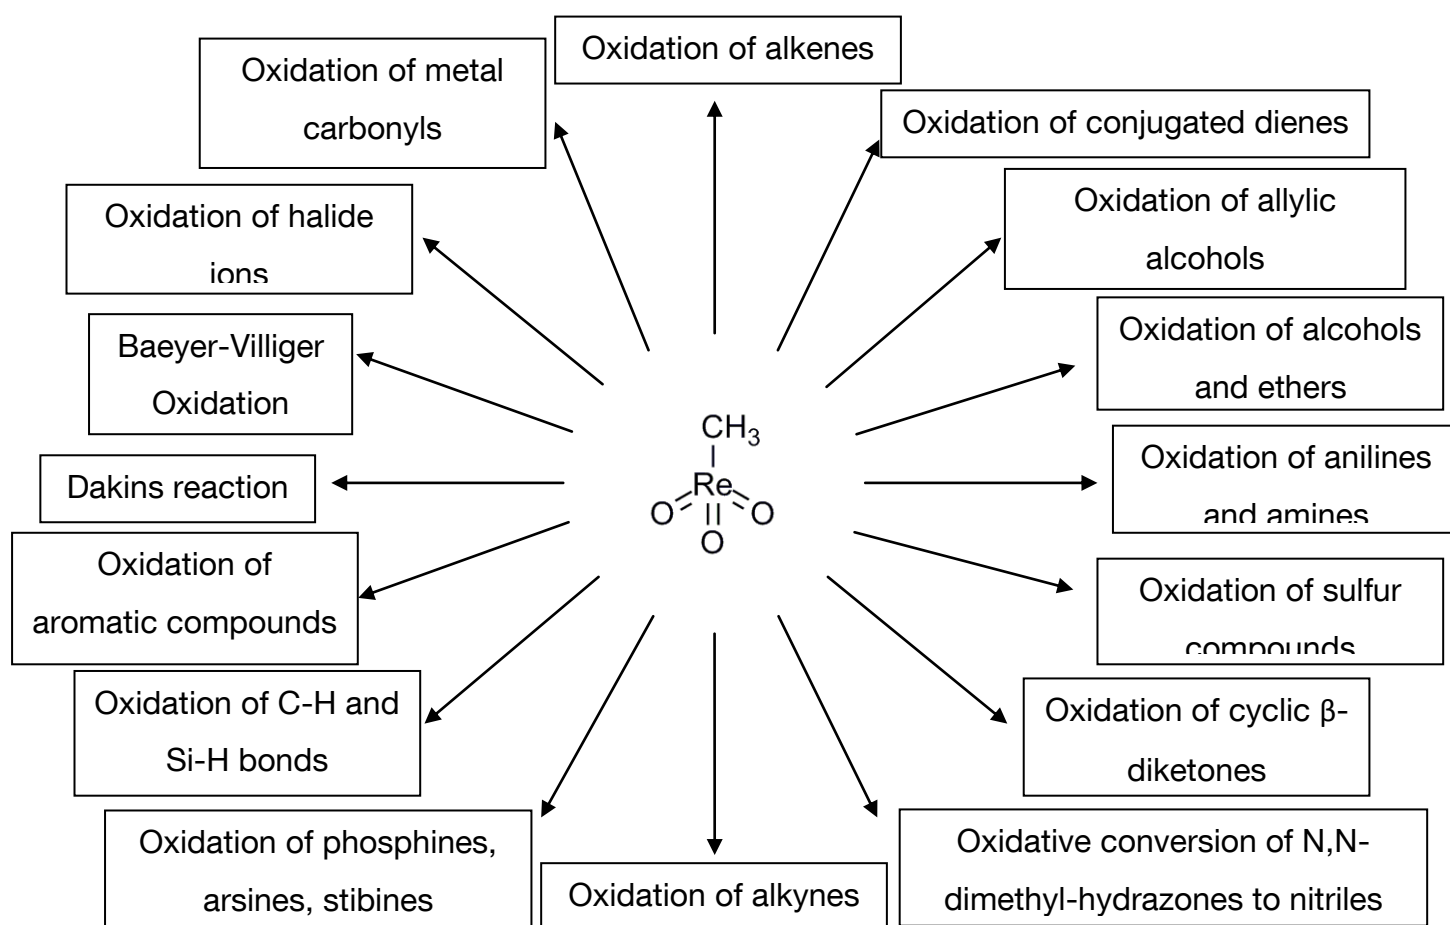 Oxidation of alkenes
Oxidation of metal
carbonyls
Oxidation of conjugated dienes
Oxidation of halide
ions
Oxidation of allylic
alcohols
Baeyer-Villiger
Oxidation
Oxidation of alcohols
and ethers
CH3
Re
O O
O
Dakins reaction
Oxidation of anilines
and amines
Oxidation of
aromatic compounds
Oxidation of sulfur
compounds
Oxidation of C-H and
Si-H bonds
Oxidation of cyclic β-
diketones
Oxidation of phosphines,
arsines, stibines
Oxidation of alkynes
Oxidative conversion of N,N-
dimethyl-hydrazones to nitriles